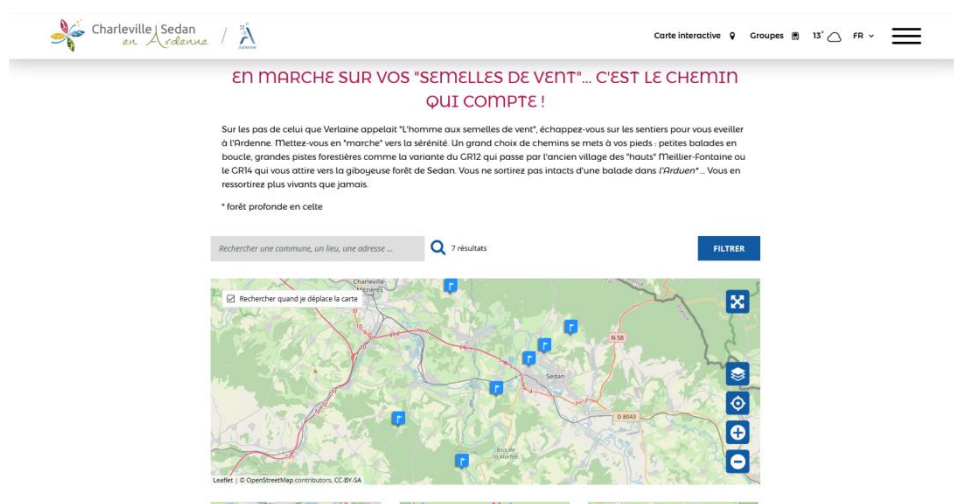 Charleville Sedan
en Ardenne
/
ARDENNE
Carte interactive
Groupes
13°
FR
EN MARCHE SUR VOS "SEMELLES DE VENT"... C'EST LE CHEMIN
QUI COMPTE !
Sur les pas de celui que Verlaine appelait "L'homme aux semelles de vent", échappez-vous sur les sentiers pour vous eveiller
à l'Ardenne. Mettez-vous en "marche" vers la sérénité. Un grand choix de chemins se mets à vos pieds : petites balades en
boucle, grandes pistes forestières comme la variante du GR12 qui passe par l'ancien village des "hauts" Meillier-Fontaine ou
le GR14 qui vous attire vers la giboyeuse forêt de Sedan. Vous ne sortirez pas intacts d'une balade dans l'Arduen* ... Vous en
ressortirez plus vivants que jamais.
* forêt profonde en celte
Rechercher une commune, un lieu, une adresse ...
7 résultats
FILTRER
Charleville-
Mézières
Rechercher quand je déplace la carte
France
N 58
Sedan
D 8043
Bois de
la Marfée
Leaflet | © OpenStreetMap contributors, CC-BY-SA